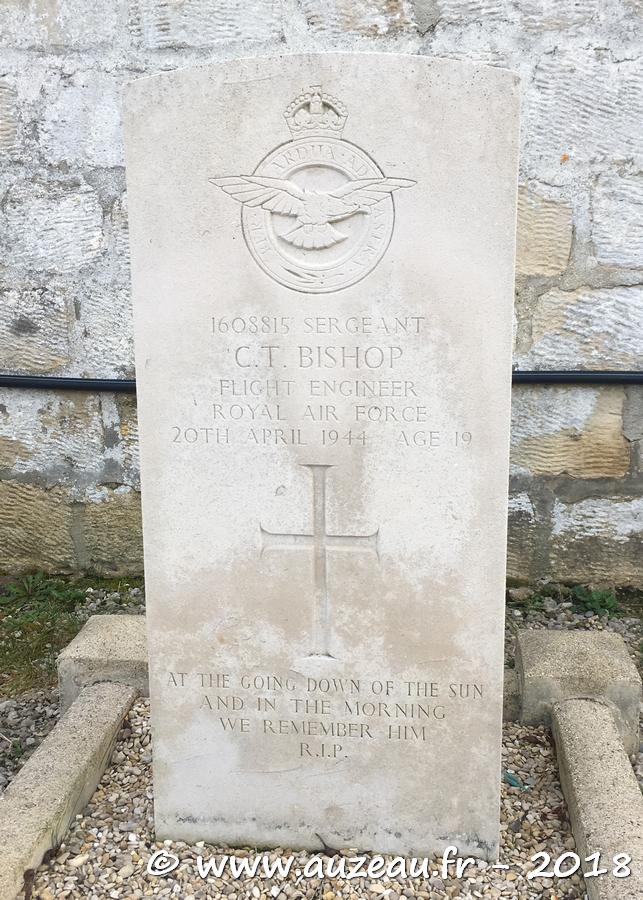 PER ARDUA AD ASTRA
1608815 SERGEANT
C.T. BISHOP
FLIGHT ENGINEER
ROYAL AIR FORCE
20TH APRIL 1944 AGE 19
AT THE GOING DOWN OF THE SUN
AND IN THE MORNING
WE REMEMBER HIM
R.I.P.
© www.auzeau.fr - 2018